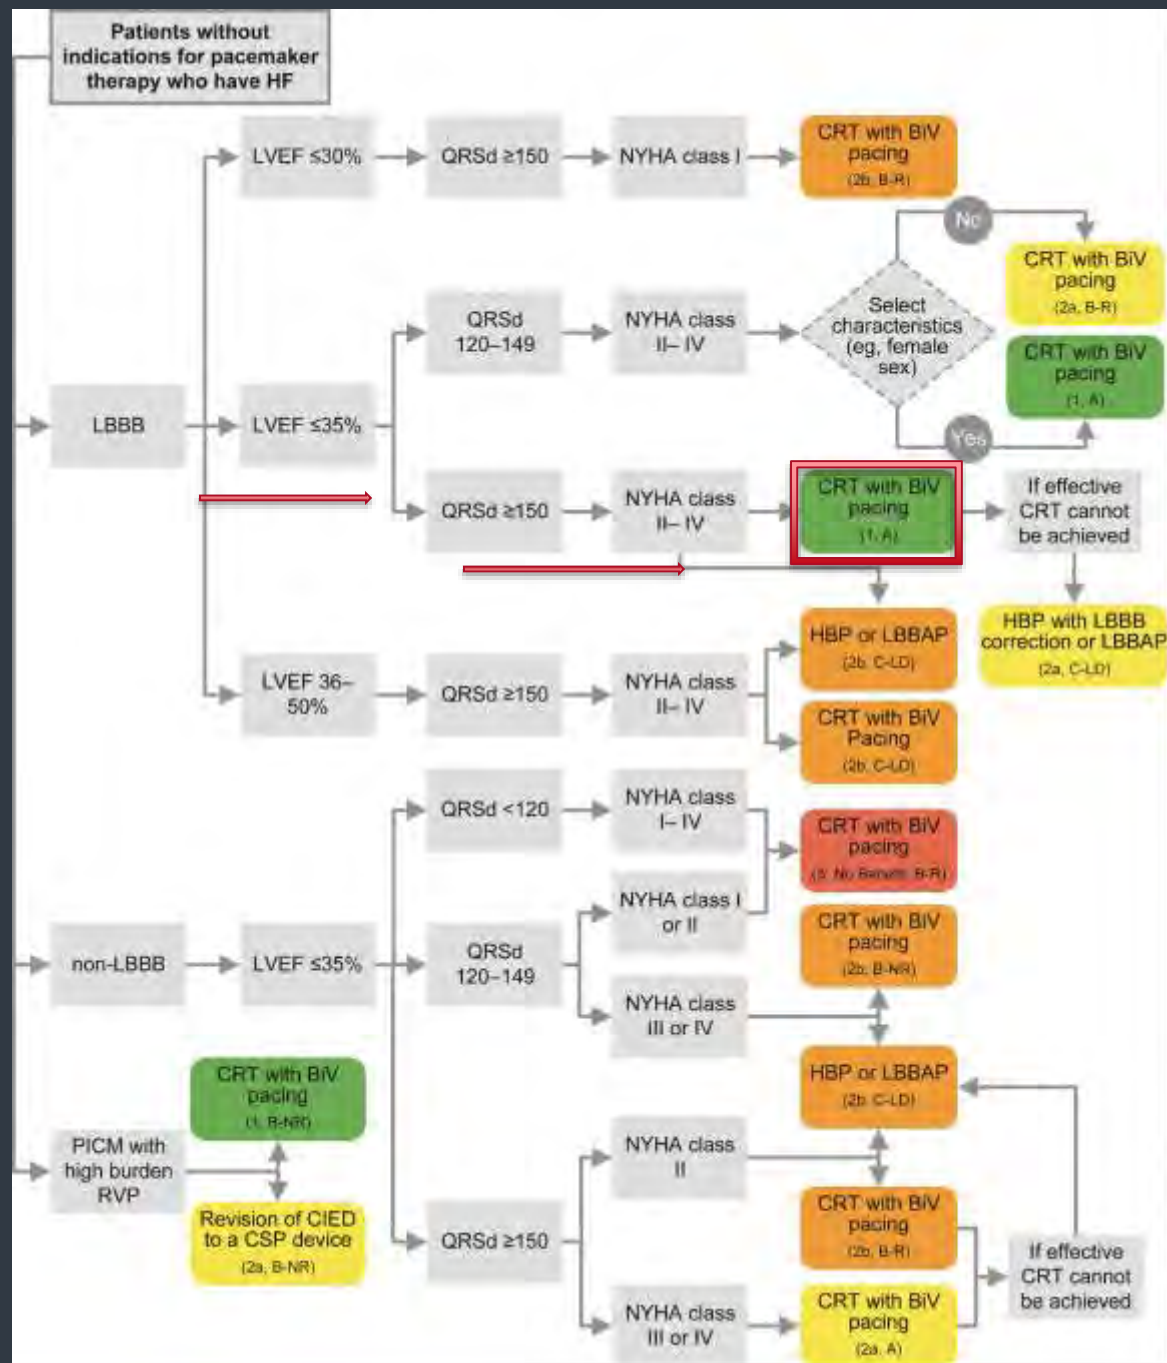 Patients without
indications for pacemaker
therapy who have HF
LVEF ≤30%
QRSd ≥150
NYHA class I
CRT with BiV
pacing
(2b, B-R)
No
CRT with BiV
pacing
(2a, B-R)
QRSd
120–149
NYHA class
II– IV
Select
characteristics
(eg, female
sex)
CRT with BiV
pacing
(1, A)
LBBB
LVEF ≤35%
Yes
QRSd ≥150
NYHA class
II– IV
CRT with BiV
pacing
(1, A)
If effective
CRT cannot
be achieved
HBP or LBBAP
(2b, C-LD)
HBP with LBBB
correction or LBBAP
(2a, C-LD)
LVEF 36–
50%
QRSd ≥150
NYHA class
II– IV
CRT with BiV
Pacing
(2b, C-LD)
QRSd <120
NYHA class
I– IV
CRT with BiV
pacing
No Benefit, B-R)
NYHA class I
or II
CRT with BiV
pacing
(2b, B-NR)
non-LBBB
LVEF ≤35%
QRSd
120–149
NYHA class
III or IV
HBP or LBBAP
(2b, C-LD)
CRT with BiV
pacing
(1, B-NR)
PICM with
high burden
RVP
NYHA class
II
Revision of CIED
to a CSP device
(2a, B-NR)
QRSd ≥150
CRT with BiV
pacing
(2b, B-R)
If effective
CRT cannot
be achieved
NYHA class
III or IV
CRT with BiV
pacing
(2a, A)